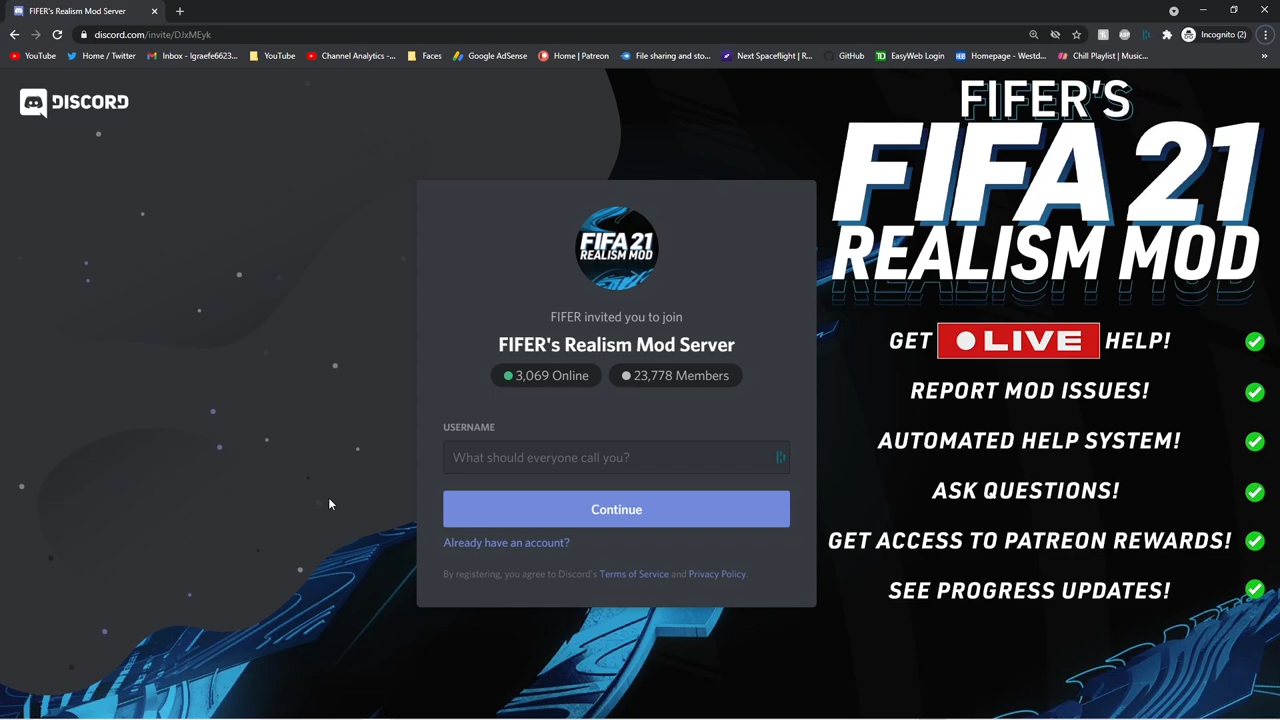 FIFER's Realism Mod Server
discord.com/invite/DJxMEyk
Incognito (2)
YouTube
Home / Twitter
Inbox - lgraefe6623...
YouTube
Channel Analytics -...
Faces
Google AdSense
Home | Patreon
File sharing and sto...
Next Spaceflight | R...
GitHub
EasyWeb Login
Homepage - Westd...
Chill Playlist | Music...
DISCORD
FIFA 21
REALISM MOD
FIFER invited you to join
FIFER's Realism Mod Server
3,069 Online
23,778 Members
USERNAME
What should everyone call you?
Continue
Already have an account?
By registering, you agree to Discord's Terms of Service and Privacy Policy.
FIFER'S
FIFA 21
REALISM MOD
GET LIVE HELP!
REPORT MOD ISSUES!
AUTOMATED HELP SYSTEM!
ASK QUESTIONS!
GET ACCESS TO PATREON REWARDS!
SEE PROGRESS UPDATES!